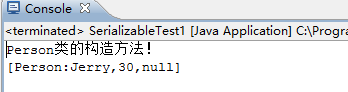 Console
<terminated> SerializableTest1 [Java Application] C:\Progra
Person类的构造方法！
[Person:Jerry,30,null]